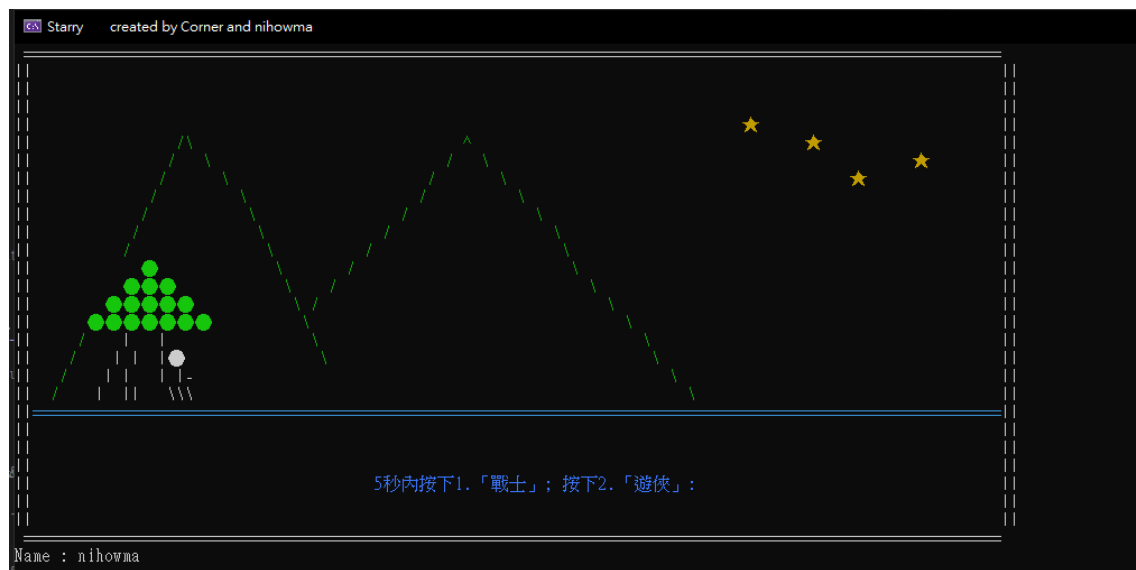 Starry created by Corner and nihowma
5秒內按下1.「戰士」; 按下2.「遊俠」:
Name : nihowma